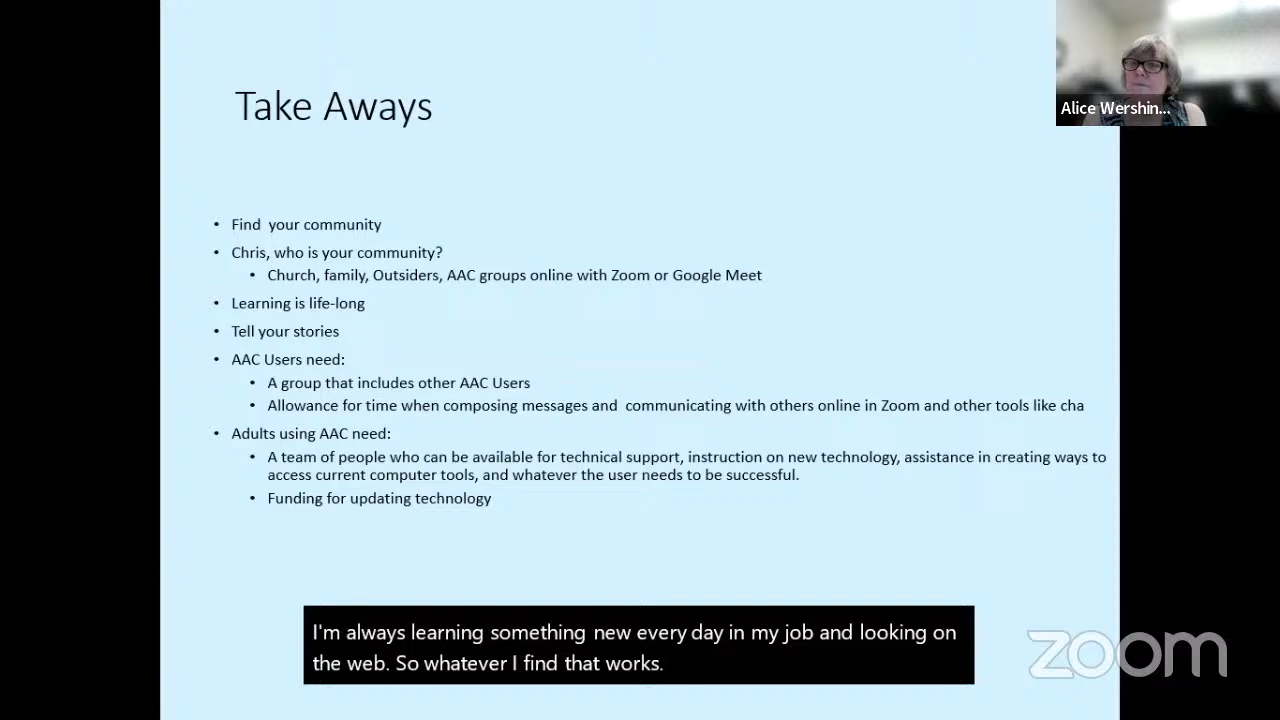 Take Aways
Alice Wershin...
• Find  your community
• Chris, who is your community?
• Church, family, Outsiders, AAC groups online with Zoom or Google Meet
• Learning is life-long
• Tell your stories
• AAC Users need:
• A group that includes other AAC Users
• Allowance for time when composing messages and  communicating with others online in Zoom and other tools like cha
• Adults using AAC need:
• A team of people who can be available for technical support, instruction on new technology, assistance in creating ways to
access current computer tools, and whatever the user needs to be successful.
• Funding for updating technology
I'm always learning something new every day in my job and looking on
the web. So whatever I find that works.
zoom